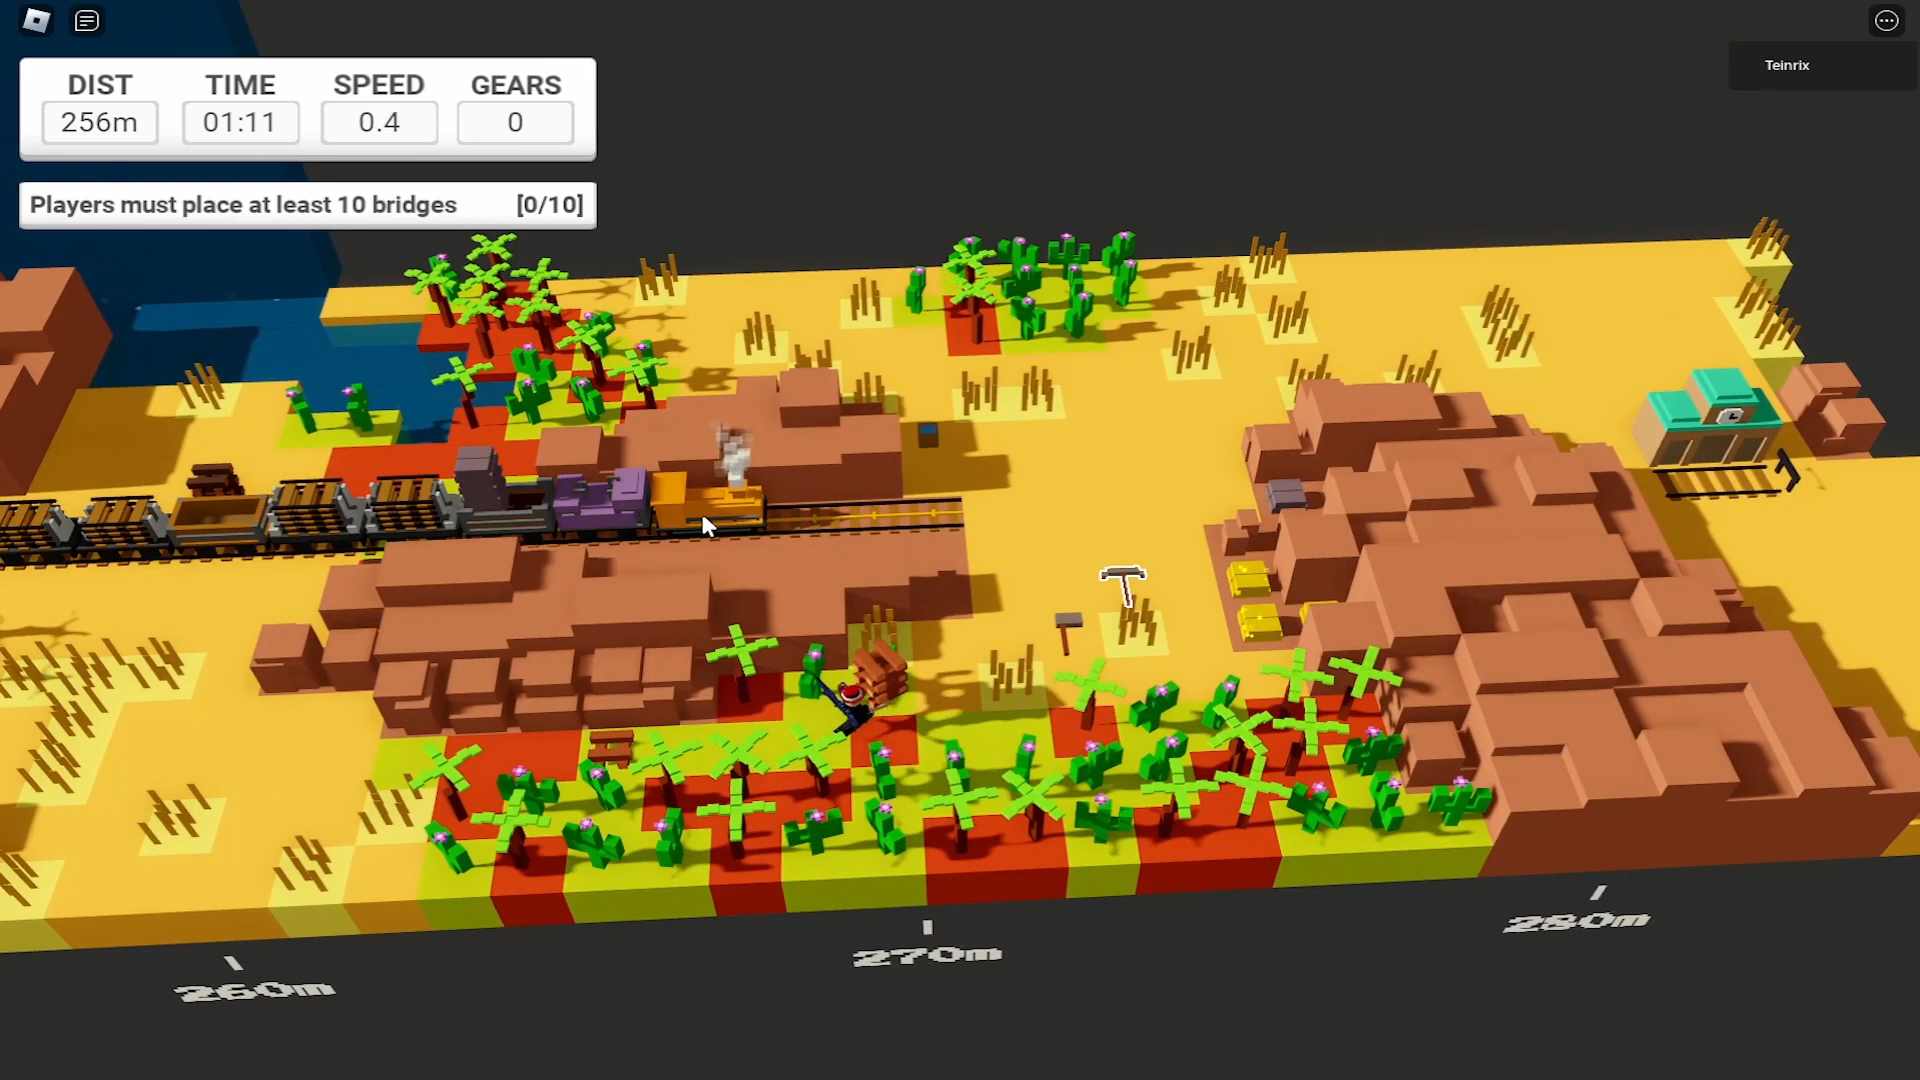 Teinrix
DIST TIME SPEED GEARS
256m 01:11 0.4 0
Players must place at least 10 bridges [0/10]
260m
270m
280m